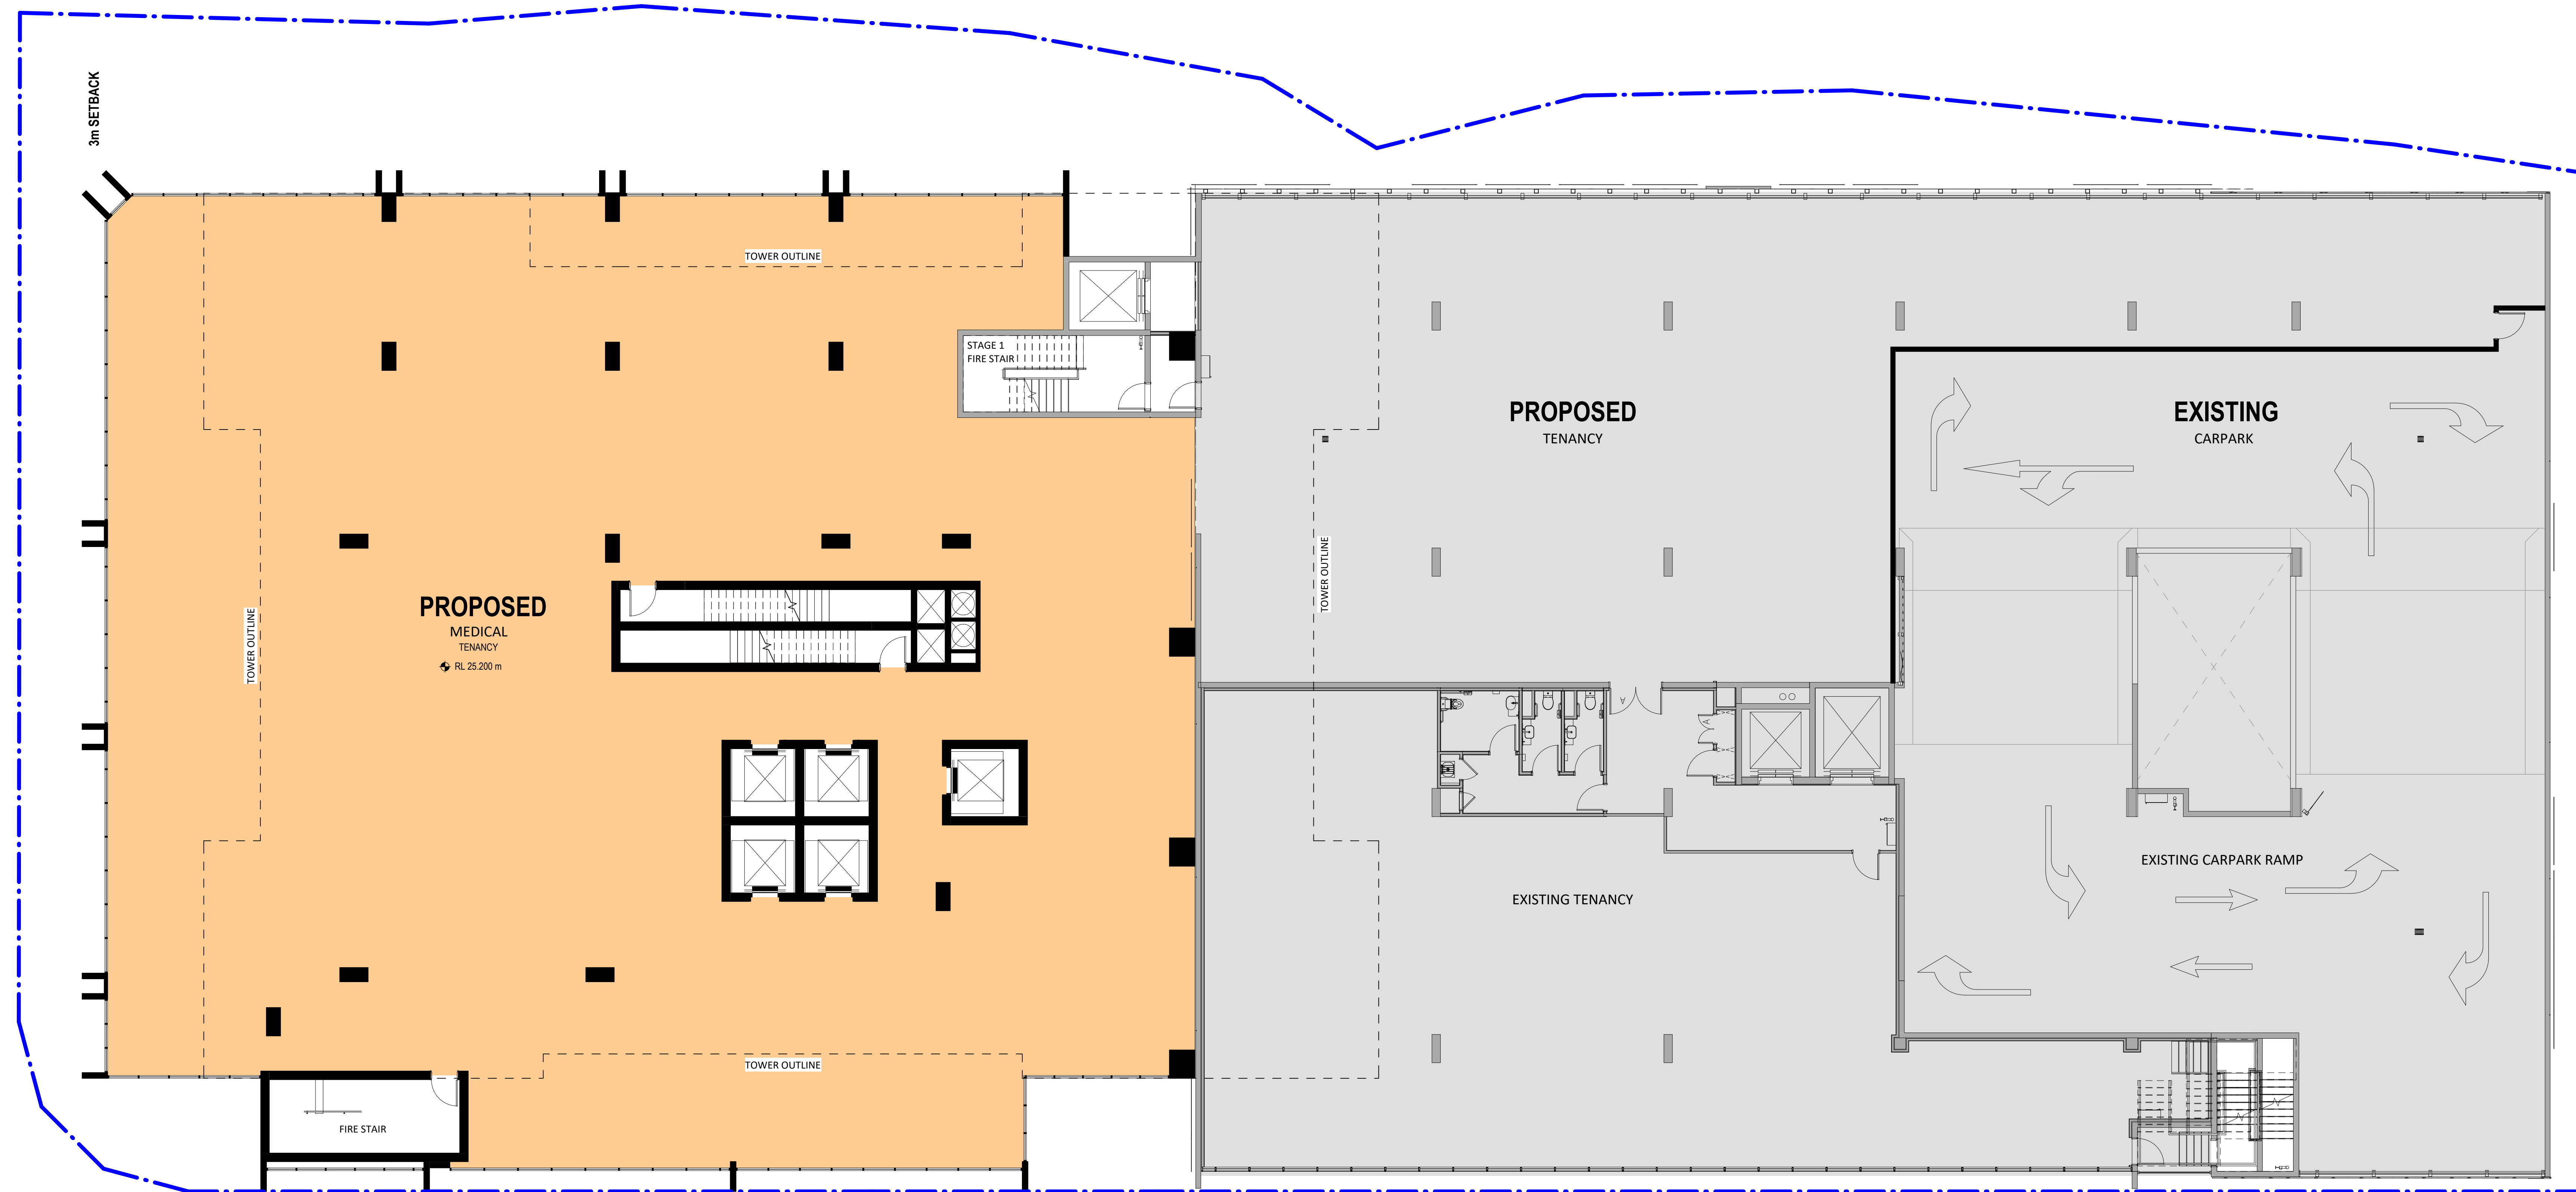 3m SETBACK
TOWER OUTLINE
STAGE 1
FIRE STAIR
PROPOSED
TENANCY
EXISTING
CARPARK
TOWER OUTLINE
PROPOSED
MEDICAL
TENANCY
RL 25.200 m
TOWER OUTLINE
EXISTING CARPARK RAMP
EXISTING TENANCY
TOWER OUTLINE
FIRE STAIR